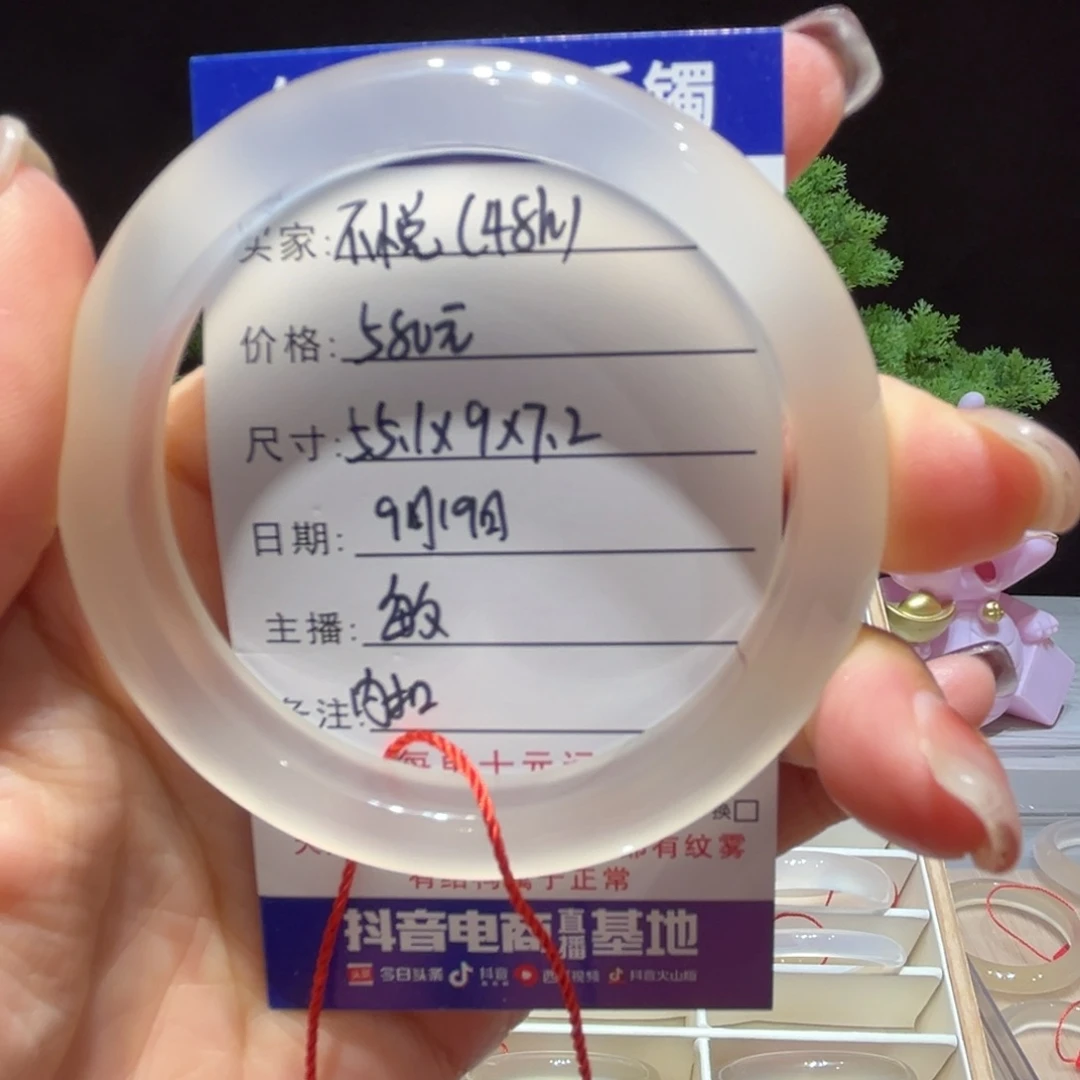 手镯
买家:不悦(48h)
价格:580元
尺寸:55.1x9x7.2
日期:9月19日
主播:敏
备注:内扣
换□
带有纹雾
有结构属于正常
抖音电商直播基地
今日头条 抖音 西瓜视频 抖音火山版